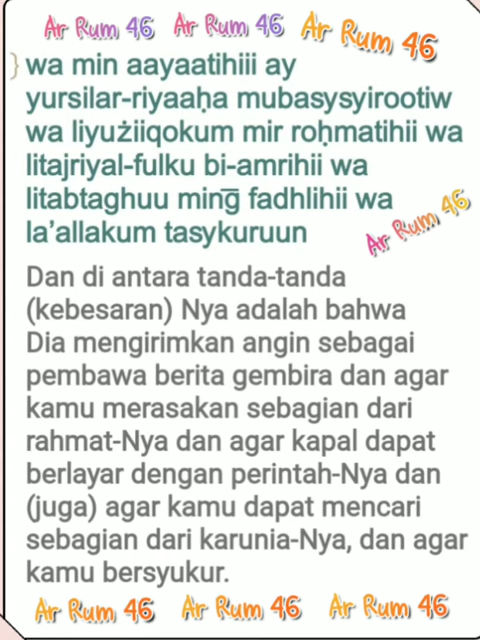 Ar Rum 46 Ar Rum 46 Ar Rum 46
wa min aayaatihiii ay
yursilar-riyaaḥa mubasysyirootiw
wa liyużiiqokum mir roḥmatihii wa
litajriyal-fulku bi-amrihii wa
litabtaghuu ming̅ fadhlihii wa
la'allakum tasykuruun
Ar Rum 46
Dan di antara tanda-tanda
(kebesaran) Nya adalah bahwa
Dia mengirimkan angin sebagai
pembawa berita gembira dan agar
kamu merasakan sebagian dari
rahmat-Nya dan agar kapal dapat
berlayar dengan perintah-Nya dan
(juga) agar kamu dapat mencari
sebagian dari karunia-Nya, dan agar
kamu bersyukur.
Ar Rum 46 Ar Rum 46 Ar Rum 46